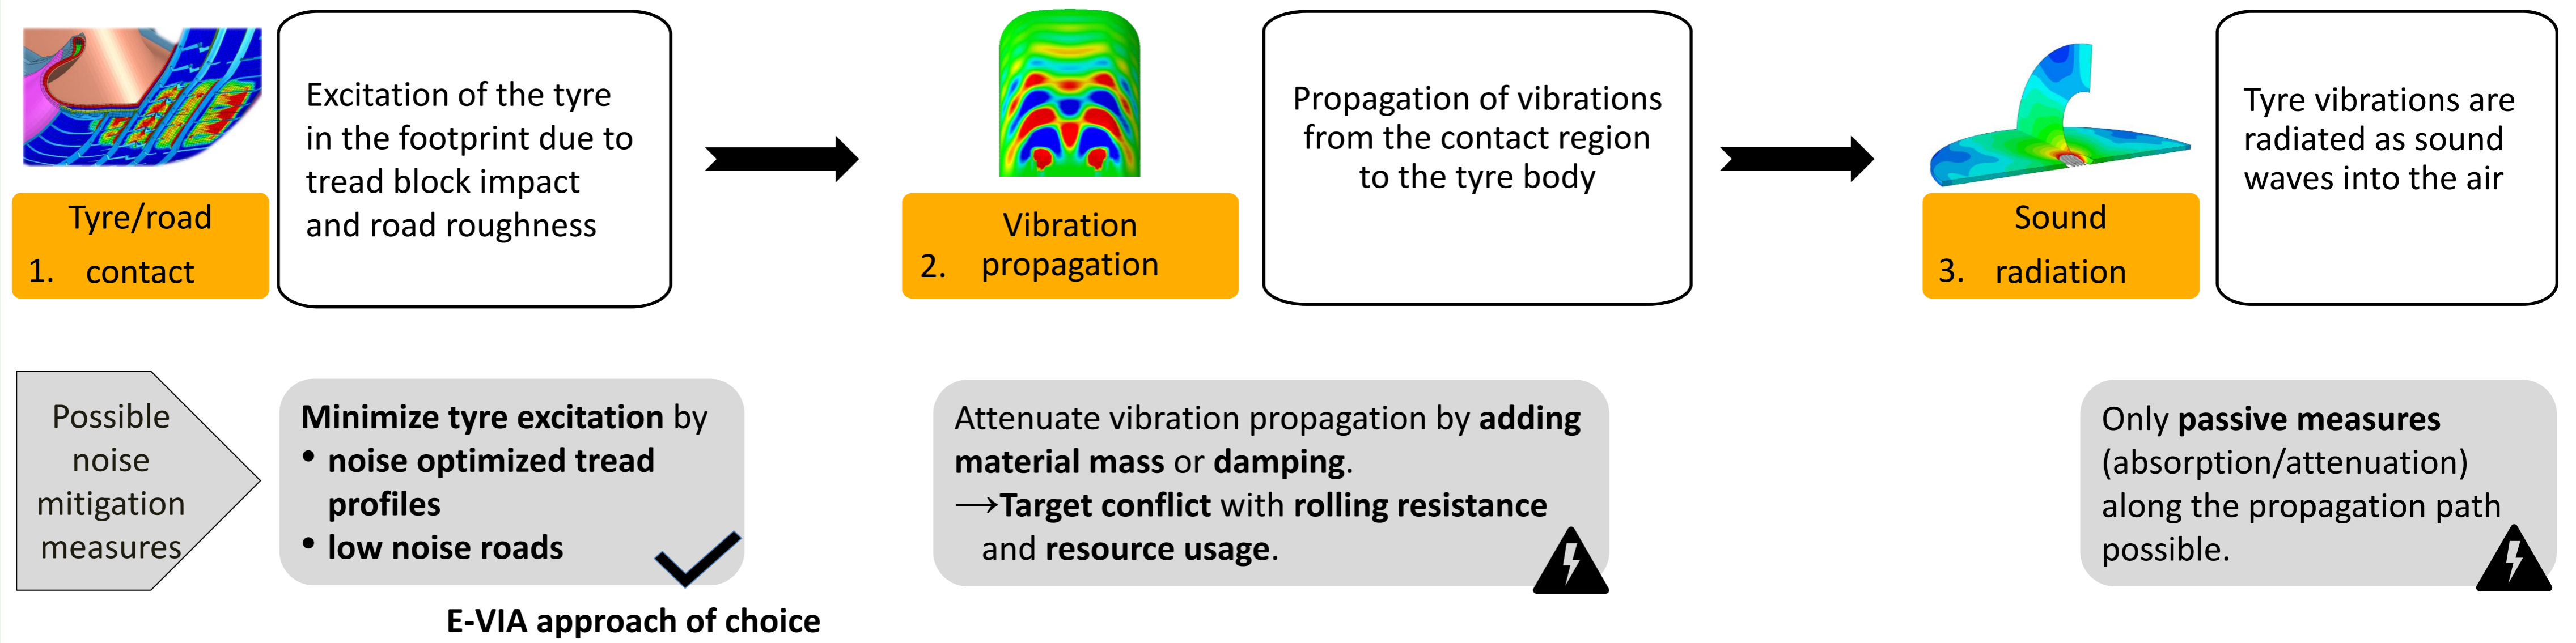 Excitation of the tyre
in the footprint due to
tread block impact
and road roughness
Tyre/road
1. contact
Propagation of vibrations
from the contact region
to the tyre body
Vibration
2. propagation
Tyre vibrations are
radiated as sound
waves into the air
Sound
3. radiation
Possible
noise
mitigation
measures
Minimize tyre excitation by
• noise optimized tread
profiles
• low noise roads
E-VIA approach of choice
Attenuate vibration propagation by adding
material mass or damping.
→Target conflict with rolling resistance
and resource usage.
Only passive measures
(absorption/attenuation)
along the propagation path
possible.